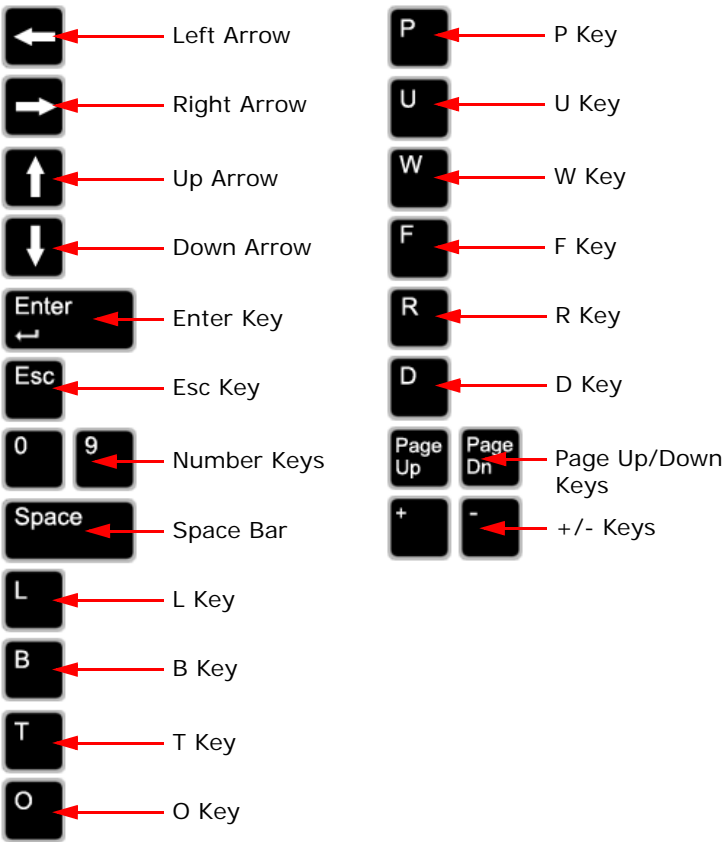 Left Arrow
Right Arrow
Up Arrow
Down Arrow
Enter
Enter Key
Esc
Esc Key
0
9
Number Keys
Space
Space Bar
L
L Key
B
B Key
T
T Key
O
O Key
P
P Key
U
U Key
W
W Key
F
F Key
R
R Key
D
D Key
Page
Up
Page
Dn
Page Up/Down
Keys
+
-
+/- Keys